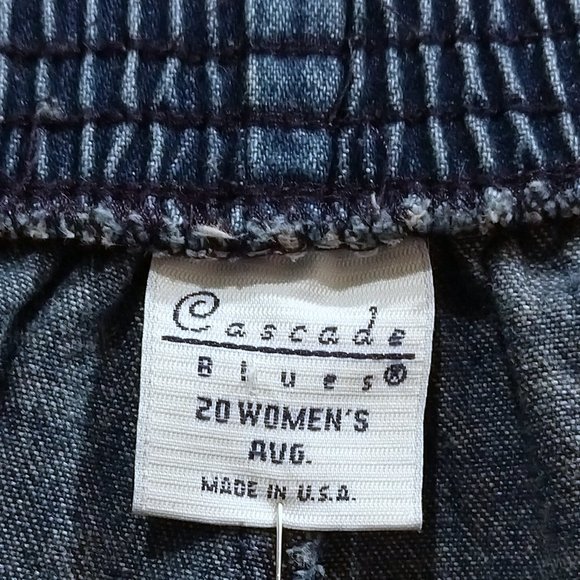 Cascade
Blues®
20 WOMEN'S
AVG.
MADE IN U.S.A.